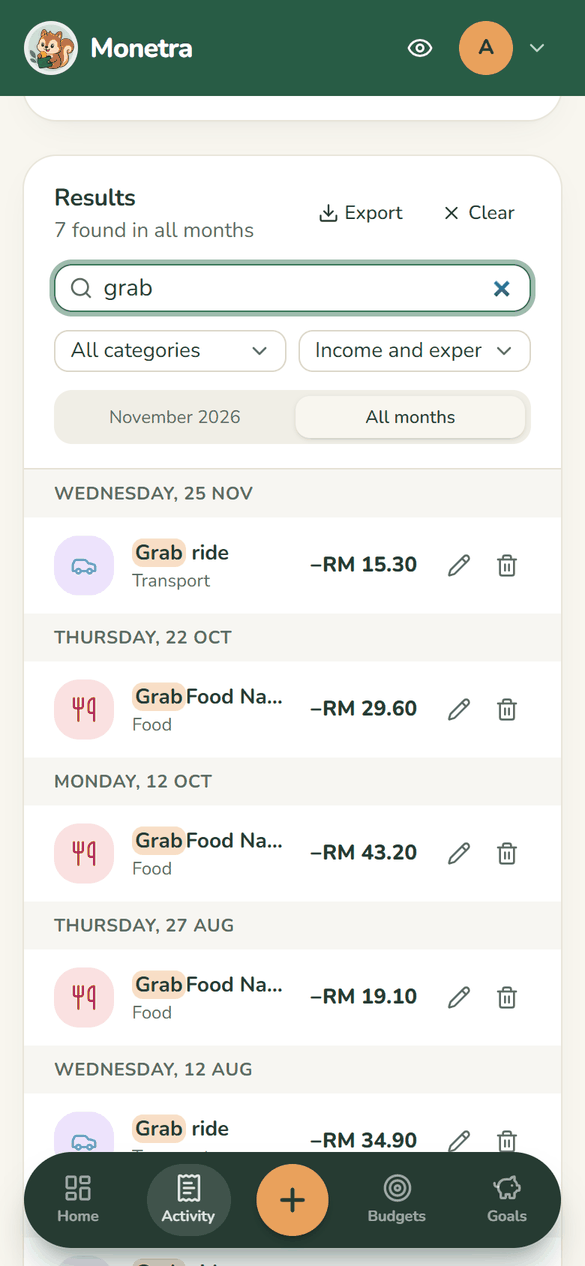 Monetra
A
Results
7 found in all months
Export
Clear
grab
All categories
Income and exper
November 2026
All months
WEDNESDAY, 25 NOV
Grab ride
–RM 15.30
Transport
THURSDAY, 22 OCT
GrabFood Na...
–RM 29.60
Food
MONDAY, 12 OCT
GrabFood Na...
–RM 43.20
Food
THURSDAY, 27 AUG
GrabFood Na...
–RM 19.10
Food
WEDNESDAY, 12 AUG
Grab ride
–RM 34.90
Home
Activity
Budgets
Goals